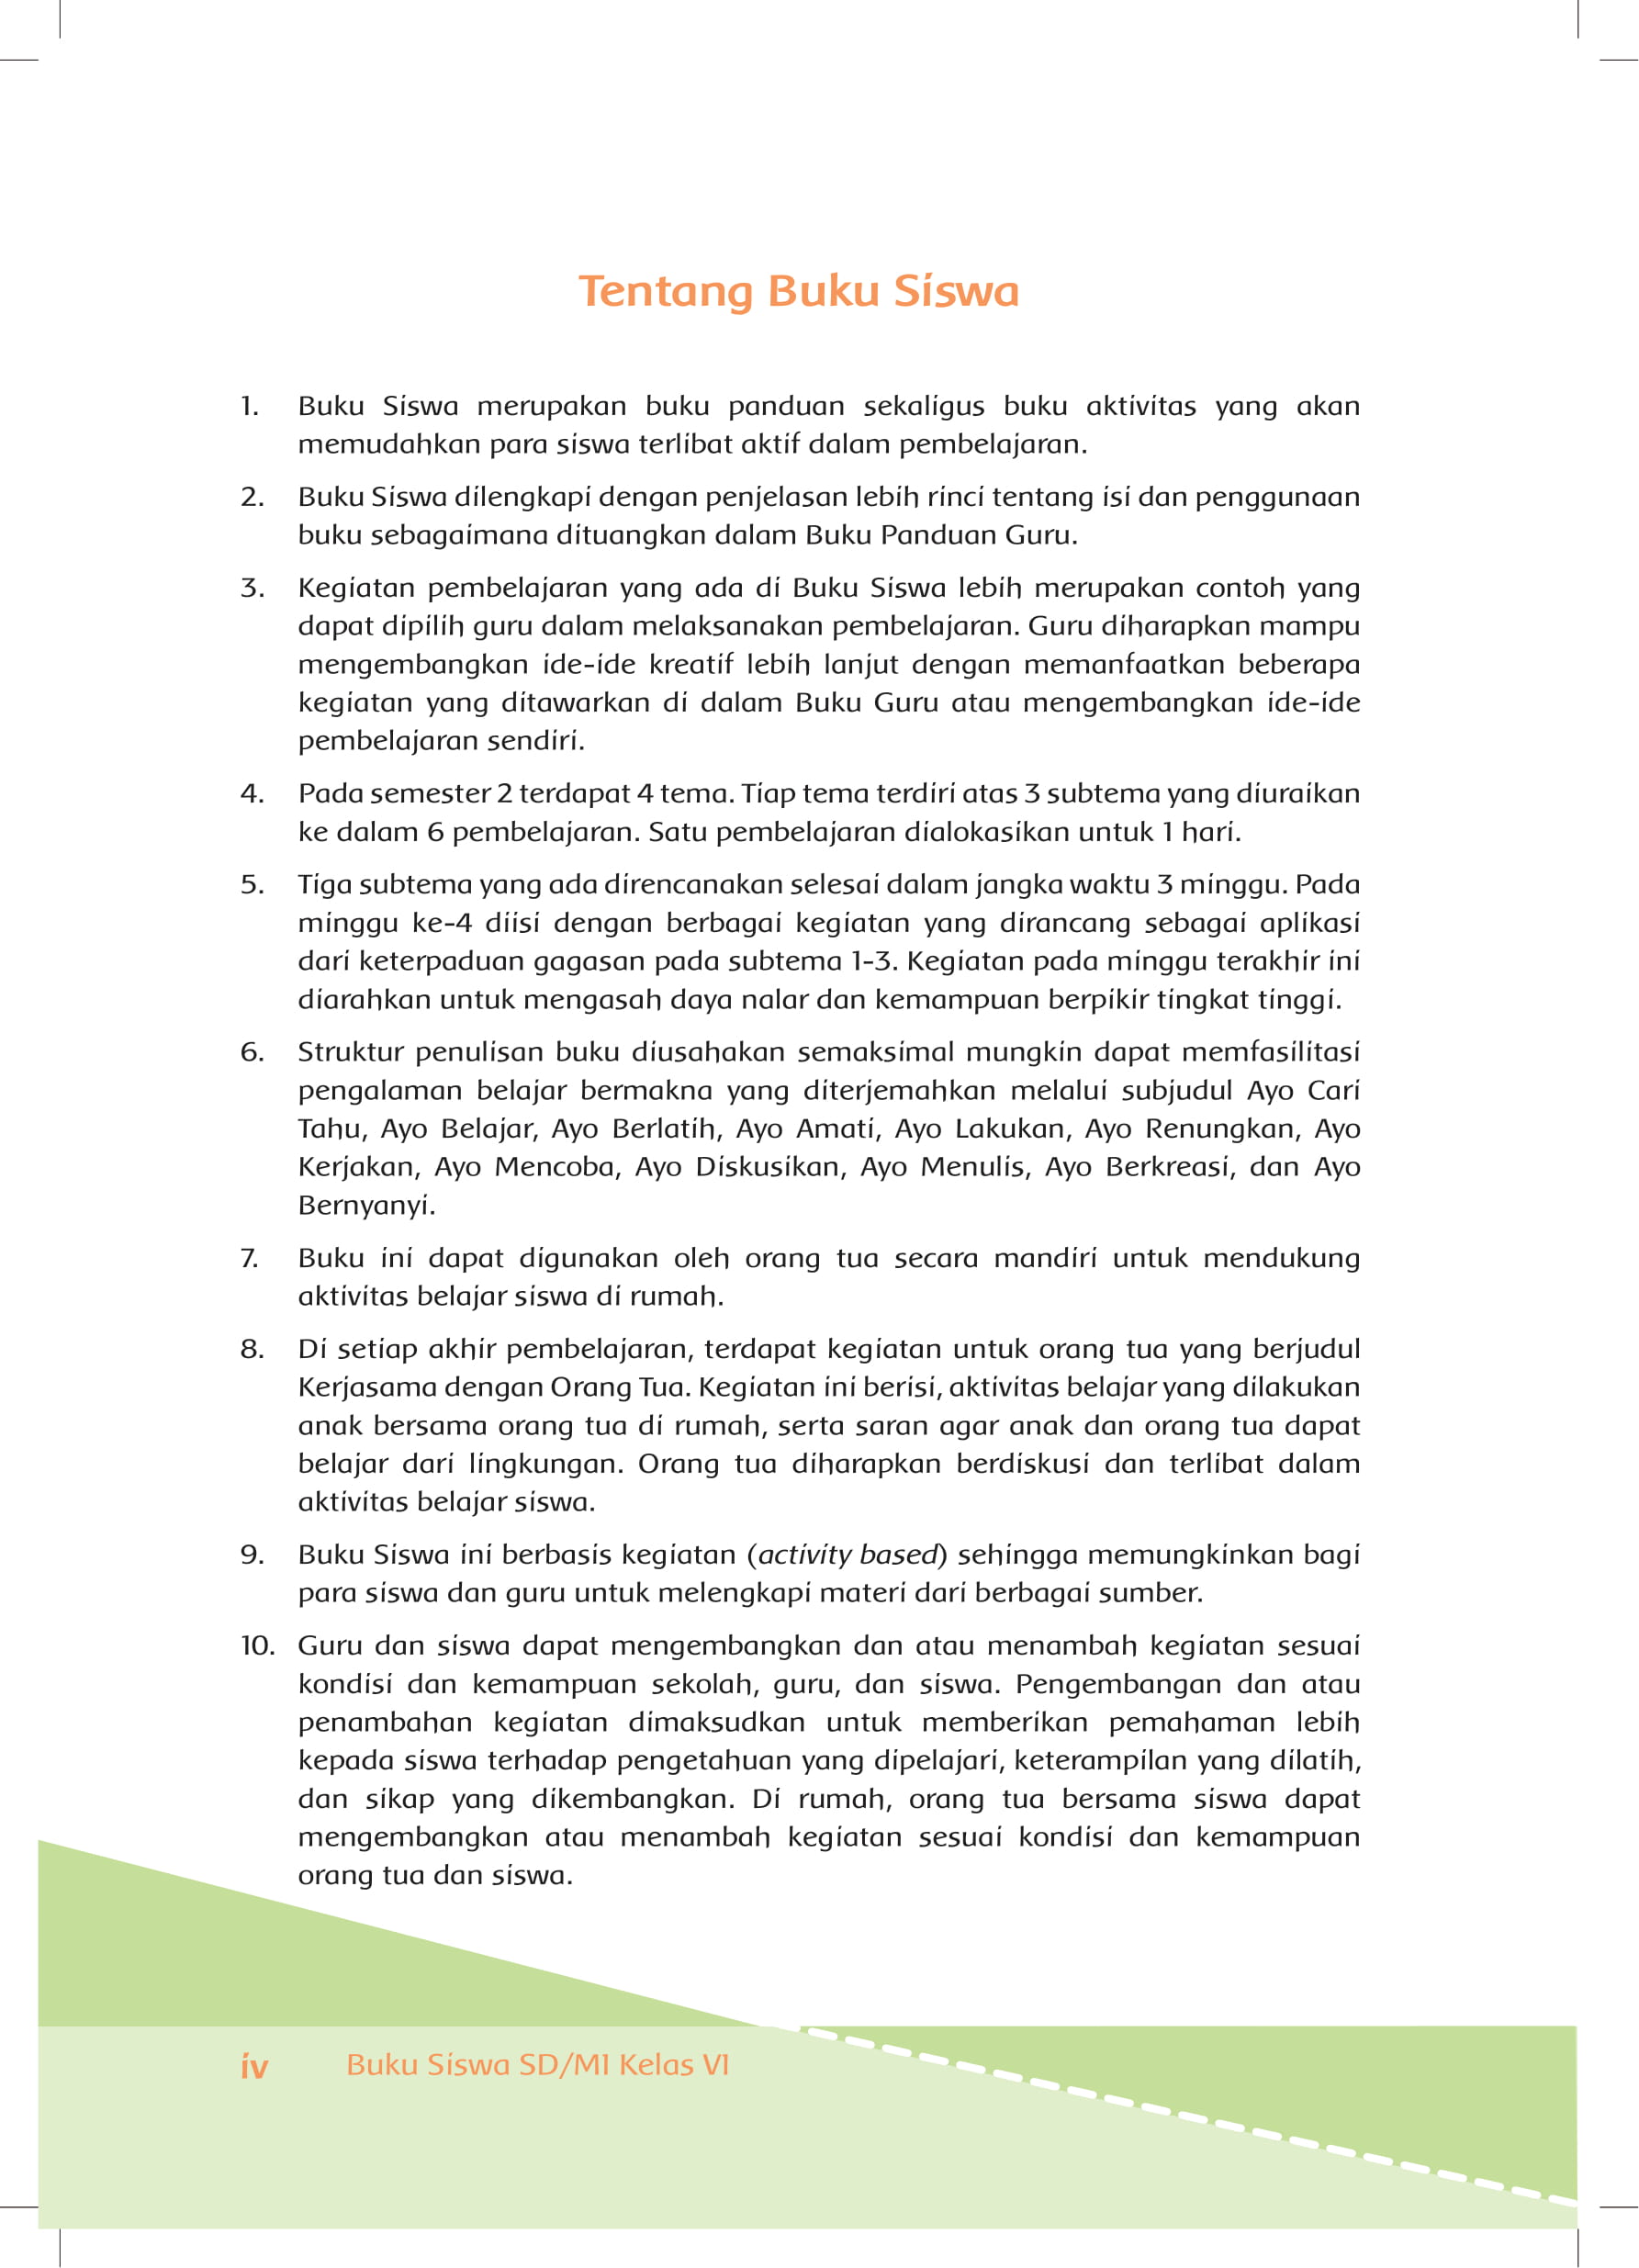 Tentang Buku Siswa
1. Buku Siswa merupakan buku panduan sekaligus buku aktivitas yang akan
memudahkan para siswa terlibat aktif dalam pembelajaran.
2. Buku Siswa dilengkapi dengan penjelasan lebih rinci tentang isi dan penggunaan
buku sebagaimana dituangkan dalam Buku Panduan Guru.
3. Kegiatan pembelajaran yang ada di Buku Siswa lebih merupakan contoh yang
dapat dipilih guru dalam melaksanakan pembelajaran. Guru diharapkan mampu
mengembangkan ide-ide kreatif lebih lanjut dengan memanfaatkan beberapa
kegiatan yang ditawarkan di dalam Buku Guru atau mengembangkan ide-ide
pembelajaran sendiri.
4. Pada semester 2 terdapat 4 tema. Tiap tema terdiri atas 3 subtema yang diuraikan
ke dalam 6 pembelajaran. Satu pembelajaran dialokasikan untuk 1 hari.
5. Tiga subtema yang ada direncanakan selesai dalam jangka waktu 3 minggu. Pada
minggu ke-4 diisi dengan berbagai kegiatan yang dirancang sebagai aplikasi
dari keterpaduan gagasan pada subtema 1-3. Kegiatan pada minggu terakhir ini
diarahkan untuk mengasah daya nalar dan kemampuan berpikir tingkat tinggi.
6. Struktur penulisan buku diusahakan semaksimal mungkin dapat memfasilitasi
pengalaman belajar bermakna yang diterjemahkan melalui subjudul Ayo Cari
Tahu, Ayo Belajar, Ayo Berlatih, Ayo Amati, Ayo Lakukan, Ayo Renungkan, Ayo
Kerjakan, Ayo Mencoba, Ayo Diskusikan, Ayo Menulis, Ayo Berkreasi, dan Ayo
Bernyanyi.
7. Buku ini dapat digunakan oleh orang tua secara mandiri untuk mendukung
aktivitas belajar siswa di rumah.
8. Di setiap akhir pembelajaran, terdapat kegiatan untuk orang tua yang berjudul
Kerjasama dengan Orang Tua. Kegiatan ini berisi, aktivitas belajar yang dilakukan
anak bersama orang tua di rumah, serta saran agar anak dan orang tua dapat
belajar dari lingkungan. Orang tua diharapkan berdiskusi dan terlibat dalam
aktivitas belajar siswa.
9. Buku Siswa ini berbasis kegiatan (activity based) sehingga memungkinkan bagi
para siswa dan guru untuk melengkapi materi dari berbagai sumber.
10. Guru dan siswa dapat mengembangkan dan atau menambah kegiatan sesuai
kondisi dan kemampuan sekolah, guru, dan siswa. Pengembangan dan atau
penambahan kegiatan dimaksudkan untuk memberikan pemahaman lebih
kepada siswa terhadap pengetahuan yang dipelajari, keterampilan yang dilatih,
dan sikap yang dikembangkan. Di rumah, orang tua bersama siswa dapat
mengembangkan atau menambah kegiatan sesuai kondisi dan kemampuan
orang tua dan siswa.
iv Buku Siswa SD/MI Kelas VI